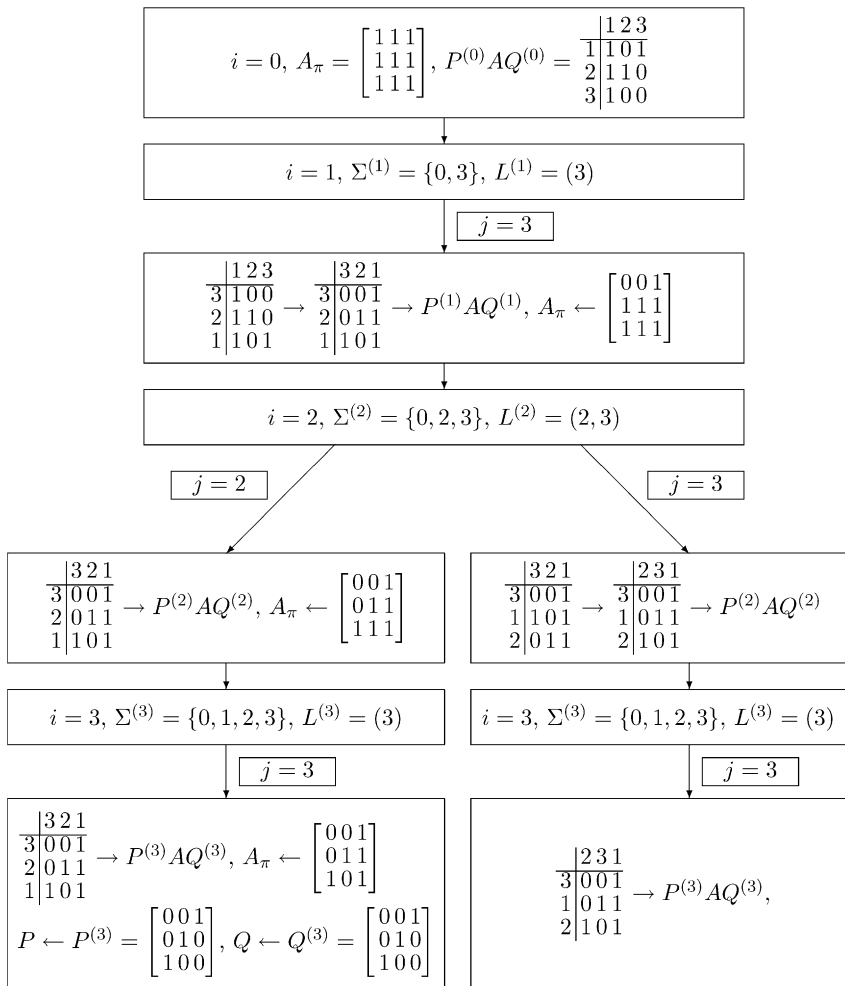 1 2 3
i = 0, A_π = [1 1 1; 1 1 1; 1 1 1], P^(0)AQ^(0) =
1 | 1 0 1
2 | 1 1 0
3 | 1 0 0
i = 1, Σ^(1) = {0, 3}, L^(1) = (3)
j = 3
| 1 2 3 | 3 2 1
3 | 1 0 0 3 | 0 0 1
2 | 1 1 0 → 2 | 0 1 1 → P^(1)AQ^(1), A_π ← [0 0 1; 1 1 1; 1 1 1]
1 | 1 0 1 1 | 1 0 1
i = 2, Σ^(2) = {0, 2, 3}, L^(2) = (2, 3)
j = 2
j = 3
| 3 2 1
3 | 0 0 1
2 | 0 1 1 → P^(2)AQ^(2), A_π ← [0 0 1; 0 1 1; 1 1 1]
1 | 1 0 1
| 3 2 1 | 2 3 1
3 | 0 0 1 3 | 0 0 1
1 | 1 0 1 → 1 | 0 1 1 → P^(2)AQ^(2)
2 | 0 1 1 2 | 1 0 1
i = 3, Σ^(3) = {0, 1, 2, 3}, L^(3) = (3)
i = 3, Σ^(3) = {0, 1, 2, 3}, L^(3) = (3)
j = 3
j = 3
| 3 2 1
3 | 0 0 1
2 | 0 1 1 → P^(3)AQ^(3), A_π ← [0 0 1; 0 1 1; 1 0 1]
1 | 1 0 1
P ← P^(3) = [0 0 1; 0 1 0; 1 0 0], Q ← Q^(3) = [0 0 1; 0 1 0; 1 0 0]
| 2 3 1
3 | 0 0 1
1 | 0 1 1 → P^(3)AQ^(3),
2 | 1 0 1